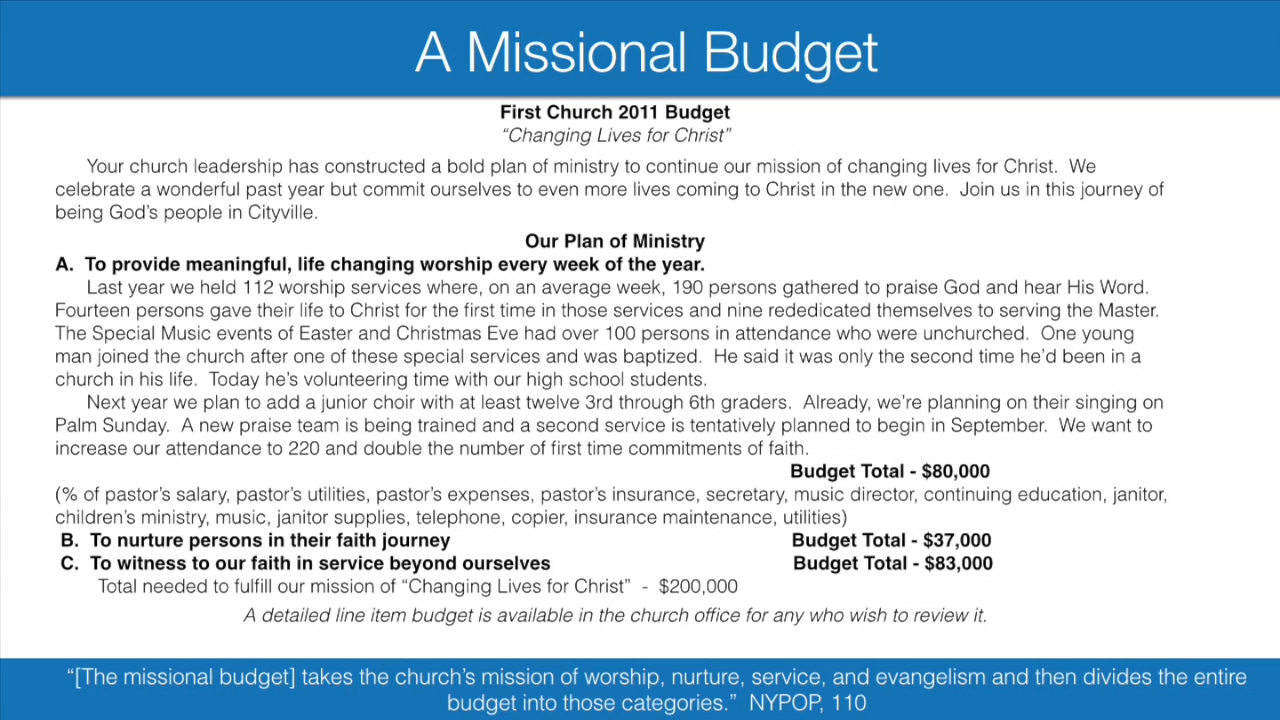 A Missional Budget
First Church 2011 Budget
“Changing Lives for Christ”
Your church leadership has constructed a bold plan of ministry to continue our mission of changing lives for Christ. We
celebrate a wonderful past year but commit ourselves to even more lives coming to Christ in the new one. Join us in this journey of
being God’s people in Cityville.
Our Plan of Ministry
A. To provide meaningful, life changing worship every week of the year.
Last year we held 112 worship services where, on an average week, 190 persons gathered to praise God and hear His Word.
Fourteen persons gave their life to Christ for the first time in those services and nine rededicated themselves to serving the Master.
The Special Music events of Easter and Christmas Eve had over 100 persons in attendance who were unchurched. One young
man joined the church after one of these special services and was baptized. He said it was only the second time he’d been in a
church in his life. Today he’s volunteering time with our high school students.
Next year we plan to add a junior choir with at least twelve 3rd through 6th graders. Already, we’re planning on their singing on
Palm Sunday. A new praise team is being trained and a second service is tentatively planned to begin in September. We want to
increase our attendance to 220 and double the number of first time commitments of faith.
Budget Total - $80,000
(% of pastor’s salary, pastor’s utilities, pastor’s expenses, pastor’s insurance, secretary, music director, continuing education, janitor,
children’s ministry, music, janitor supplies, telephone, copier, insurance maintenance, utilities)
B. To nurture persons in their faith journey Budget Total - $37,000
C. To witness to our faith in service beyond ourselves Budget Total - $83,000
Total needed to fulfill our mission of “Changing Lives for Christ” - $200,000
A detailed line item budget is available in the church office for any who wish to review it.
“[The missional budget] takes the church’s mission of worship, nurture, service, and evangelism and then divides the entire
budget into those categories.” NYPOP, 110